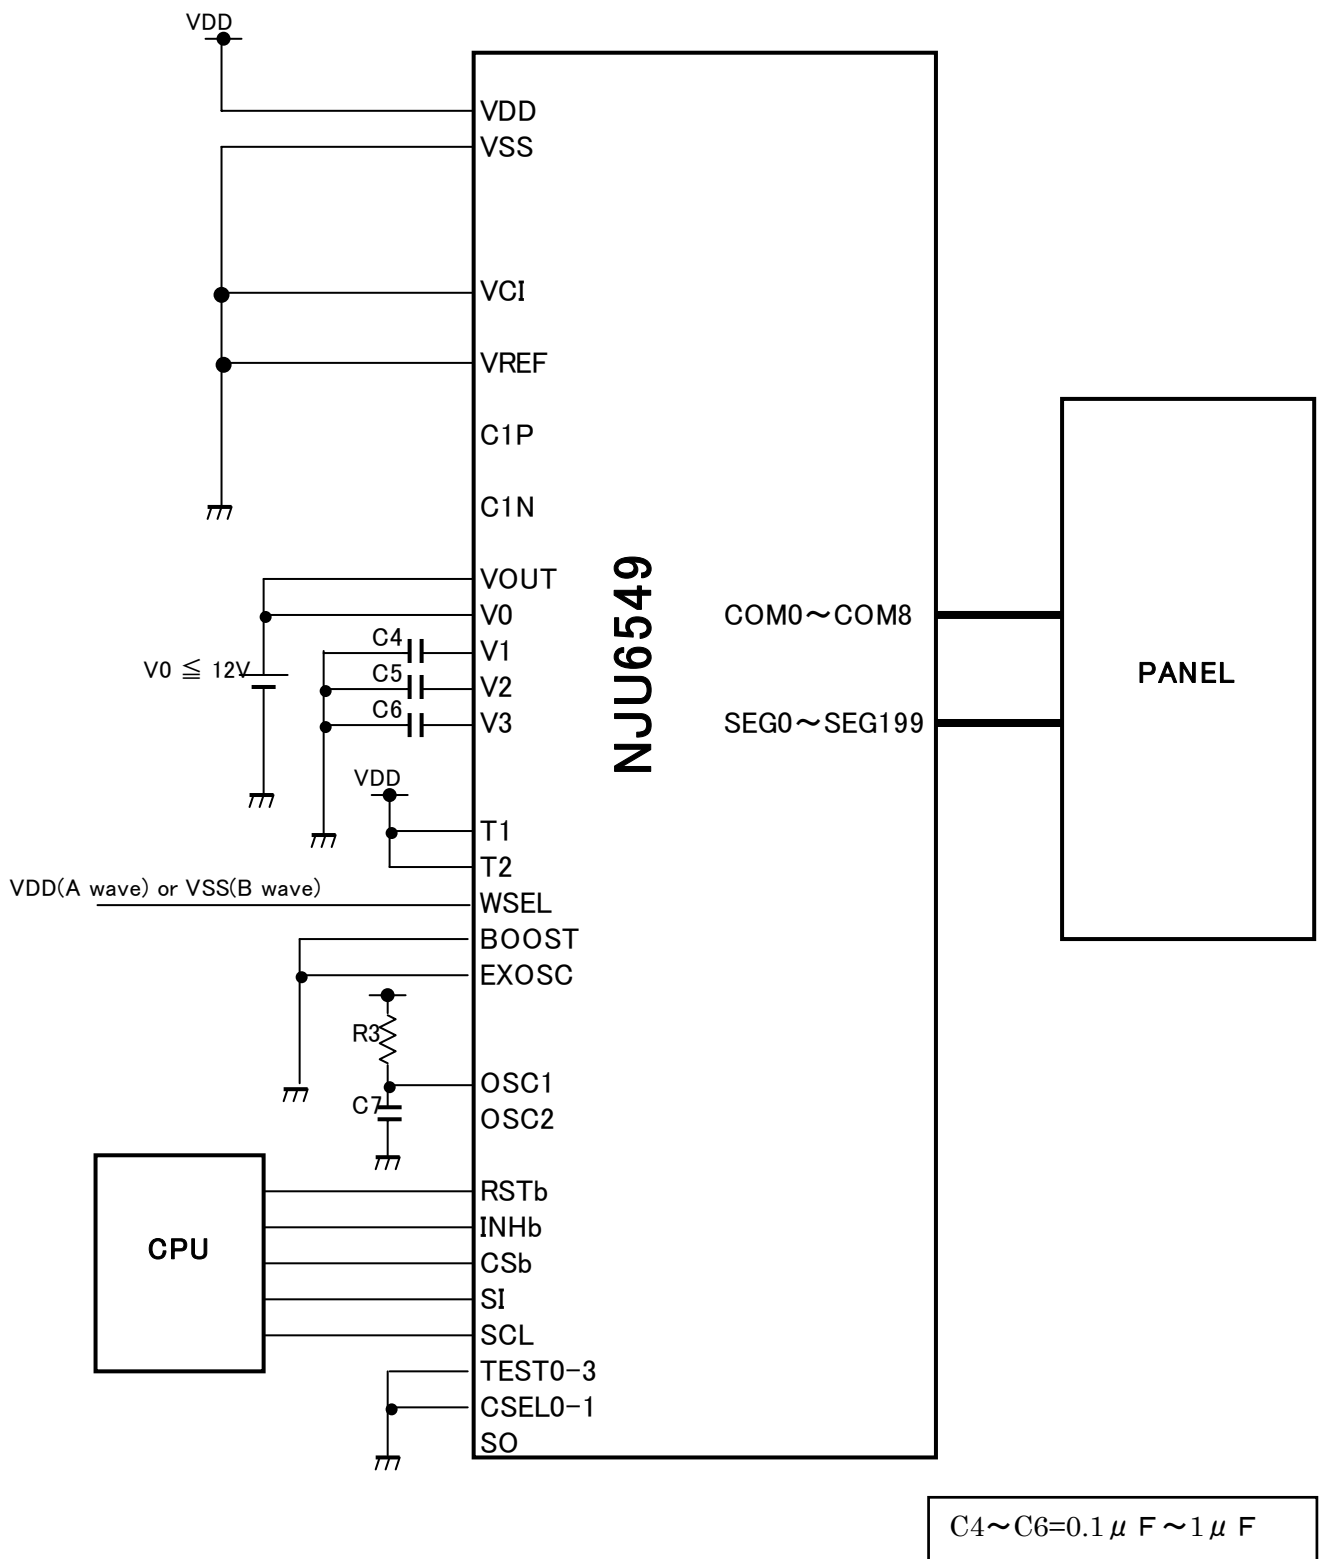 VDD
VDD
VSS
VCI
VREF
C1P
C1N
VOUT
V0
V0 ≦ 12V
C4
V1
C5
V2
C6
V3
NJU6549
COM0～COM8
SEG0～SEG199
PANEL
VDD
T1
T2
VDD(A wave) or VSS(B wave)
WSEL
BOOST
EXOSC
R3
OSC1
C7
OSC2
CPU
RSTb
INHb
CSb
SI
SCL
TEST0-3
CSEL0-1
SO
C4～C6=0.1μF～1μF